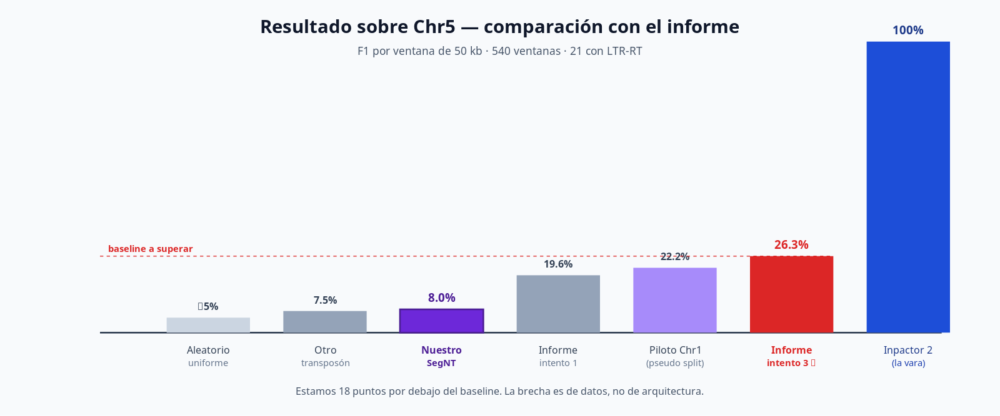 Resultado sobre Chr5 — comparación con el informe
F1 por ventana de 50 kb · 540 ventanas · 21 con LTR-RT
100%
baseline a superar
26.3%
22.2%
19.6%
8.0%
7.5%
5%
Aleatorio
uniforme
Otro
transposón
Nuestro
SegNT
Informe
intento 1
Piloto Chr1
(pseudo split)
Informe
intento 3
Inpactor 2
(la vara)
Estamos 18 puntos por debajo del baseline. La brecha es de datos, no de arquitectura.